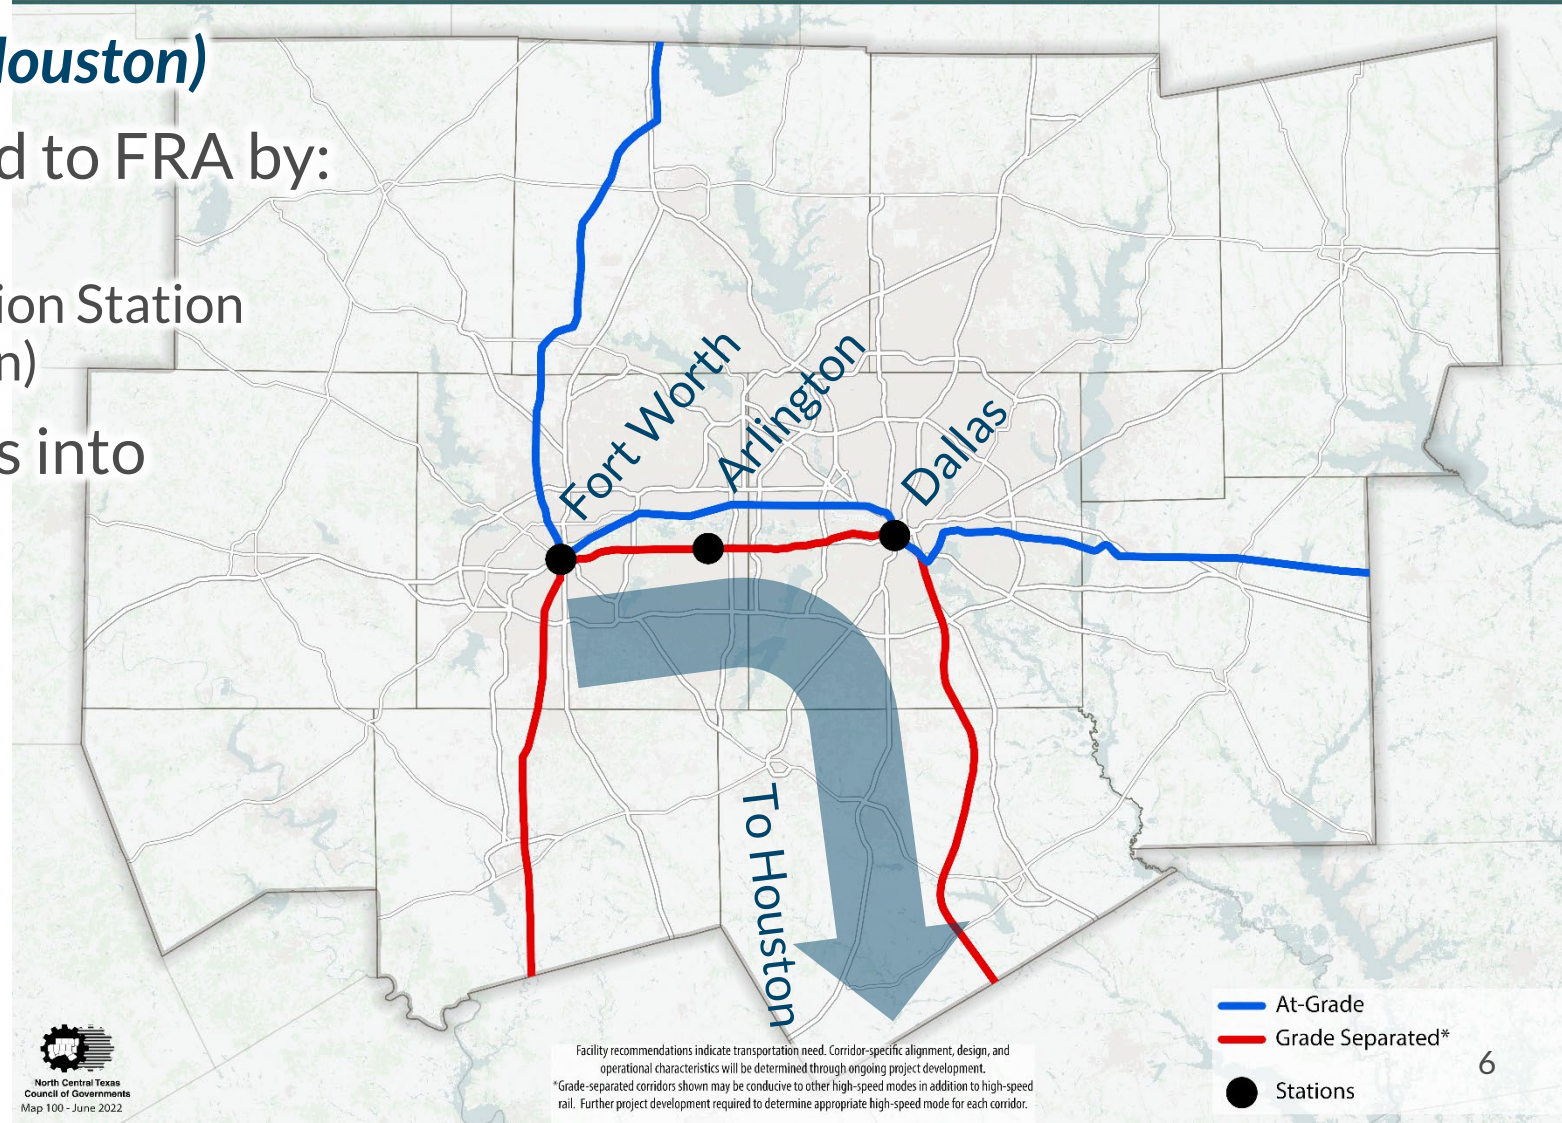 Houston)
d to FRA by:
ion Station
n)
s into
Fort Worth
Arlington
Dallas
To Houston
At-Grade
Grade Separated*
Stations
6
Facility recommendations indicate transportation need. Corridor-specific alignment, design, and
operational characteristics will be determined through ongoing project development.
*Grade-separated corridors shown may be conducive to other high-speed modes in addition to high-speed
rail. Further project development required to determine appropriate high-speed mode for each corridor.
North Central Texas
Council of Governments
Map 100 - June 2022